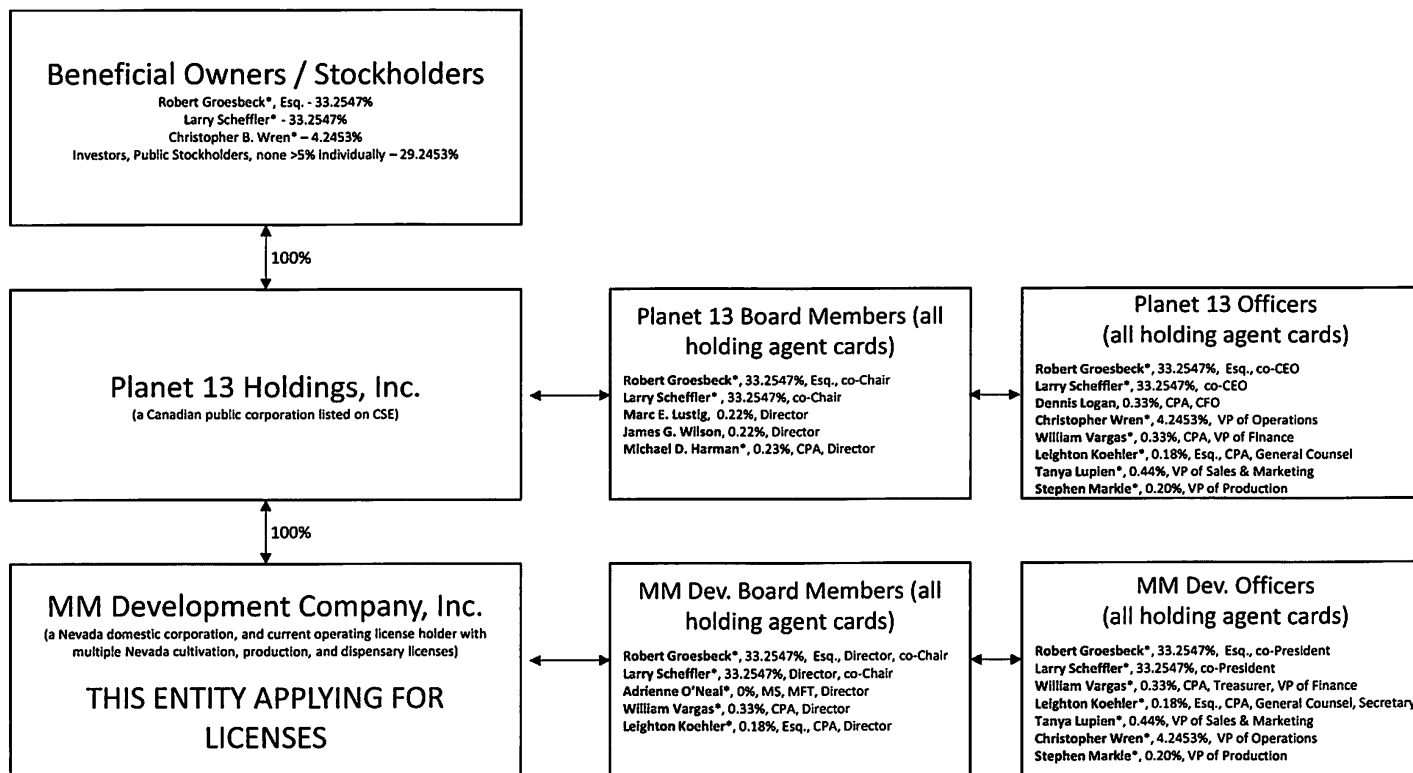 Beneficial Owners / Stockholders
Robert Groesbeck*, Esq. - 33.2547%
Larry Scheffler* - 33.2547%
Christopher B. Wren* – 4.2453%
Investors, Public Stockholders, none >5% individually – 29.2453%
100%
Planet 13 Holdings, Inc.
(a Canadian public corporation listed on CSE)
Planet 13 Board Members (all
holding agent cards)
Robert Groesbeck*, 33.2547%, Esq., co-Chair
Larry Scheffler*, 33.2547%, co-Chair
Marc E. Lustig, 0.22%, Director
James G. Wilson, 0.22%, Director
Michael D. Harman*, 0.23%, CPA, Director
Planet 13 Officers
(all holding agent cards)
Robert Groesbeck*, 33.2547%, Esq., co-CEO
Larry Scheffler*, 33.2547%, co-CEO
Dennis Logan, 0.33%, CPA, CFO
Christopher Wren*, 4.2453%, VP of Operations
William Vargas*, 0.33%, CPA, VP of Finance
Leighton Koehler*, 0.18%, Esq., CPA, General Counsel
Tanya Lupien*, 0.44%, VP of Sales & Marketing
Stephen Markle*, 0.20%, VP of Production
100%
MM Development Company, Inc.
(a Nevada domestic corporation, and current operating license holder with
multiple Nevada cultivation, production, and dispensary licenses)
THIS ENTITY APPLYING FOR
LICENSES
MM Dev. Board Members (all
holding agent cards)
Robert Groesbeck*, 33.2547%, Esq., Director, co-Chair
Larry Scheffler*, 33.2547%, Director, co-Chair
Adrienne O'Neal*, 0%, MS, MFT, Director
William Vargas*, 0.33%, CPA, Director
Leighton Koehler*, 0.18%, Esq., CPA, Director
MM Dev. Officers
(all holding agent cards)
Robert Groesbeck*, 33.2547%, Esq., co-President
Larry Scheffler*, 33.2547%, co-President
William Vargas*, 0.33%, CPA, Treasurer, VP of Finance
Leighton Koehler*, 0.18%, Esq., CPA, General Counsel, Secretary
Tanya Lupien*, 0.44%, VP of Sales & Marketing
Christopher Wren*, 4.2453%, VP of Operations
Stephen Markle*, 0.20%, VP of Production